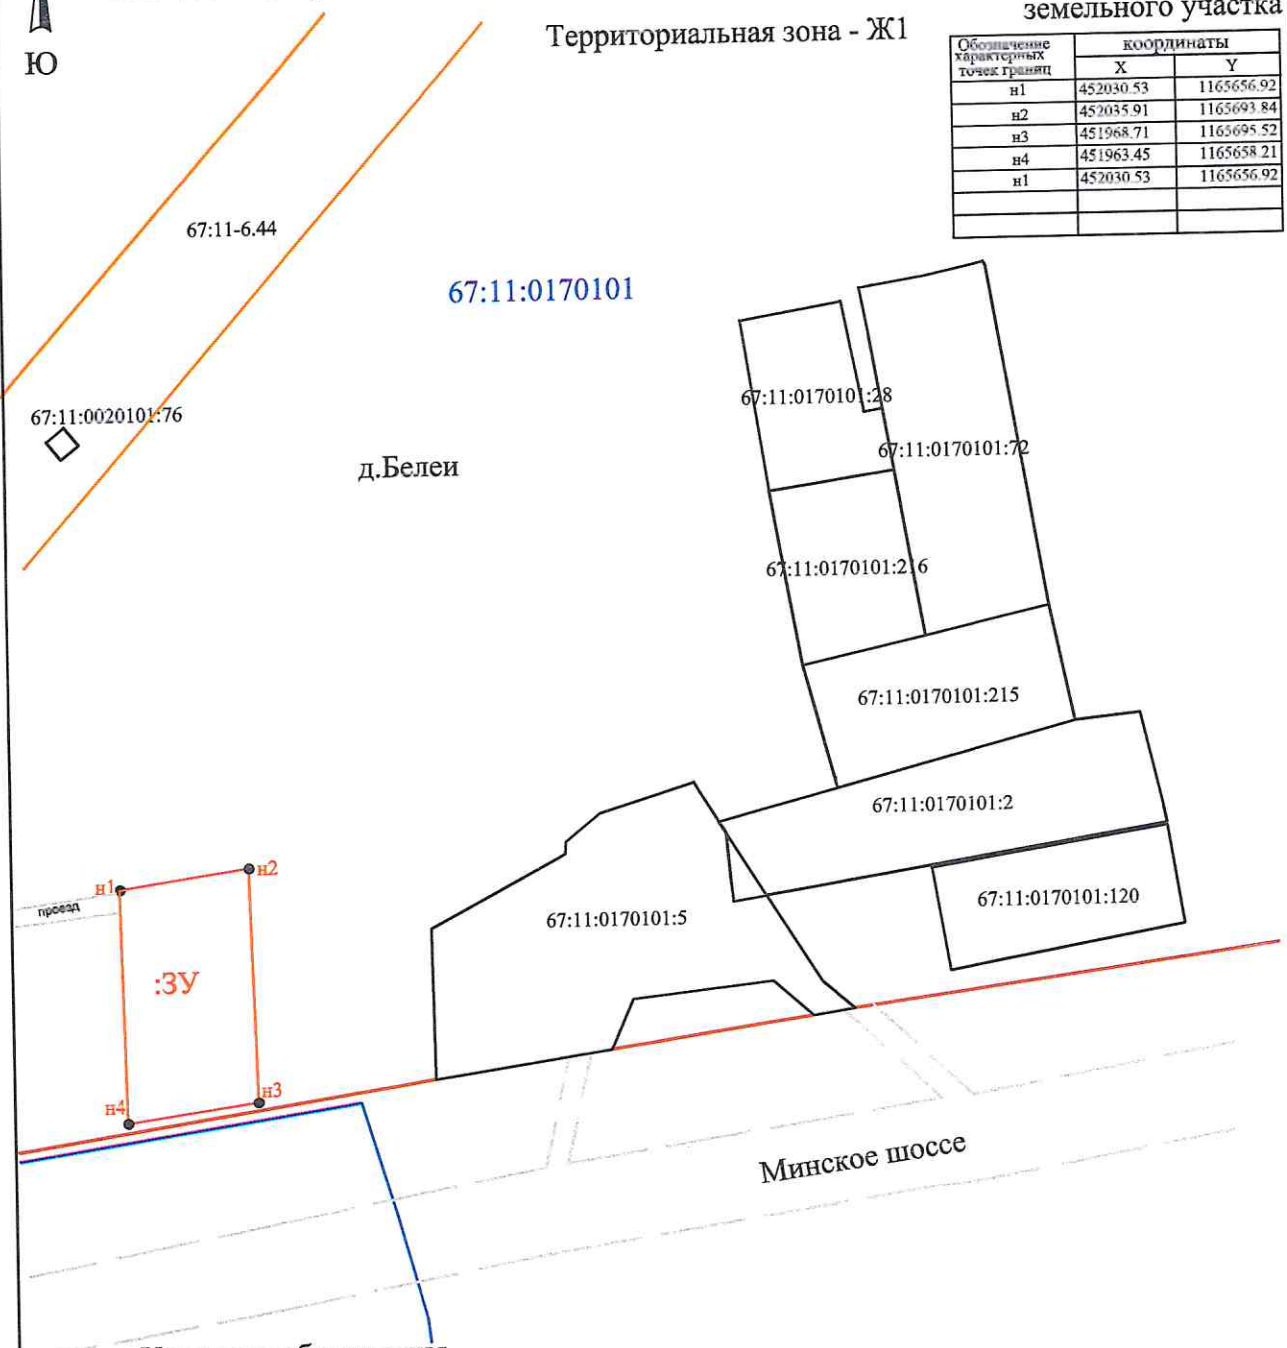 Ю
Территориальная зона - Ж1
земельного участка
Обозначение характерных точек границ | координаты
X | Y
н1 | 452030.53 | 1165656.92
н2 | 452035.91 | 1165693.84
н3 | 451968.71 | 1165695.52
н4 | 451963.45 | 1165658.21
н1 | 452030.53 | 1165656.92
67:11-6.44
67:11:0170101
67:11:0020101:76
д.Белеи
67:11:0170101:28
67:11:0170101:72
67:11:0170101:216
67:11:0170101:215
67:11:0170101:2
67:11:0170101:120
67:11:0170101:5
н1
н2
проезд
:ЗУ
н3
н4
Минское шоссе